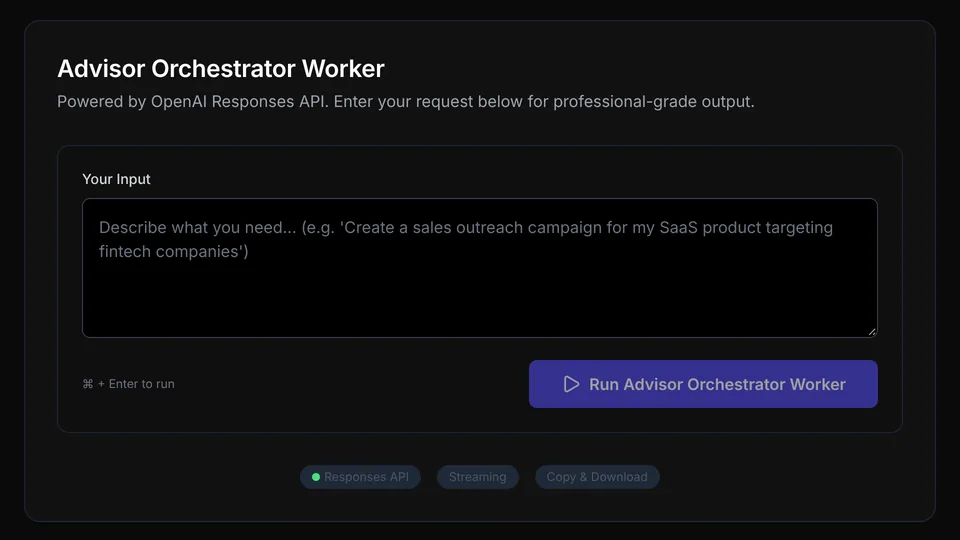 Advisor Orchestrator Worker
Powered by OpenAI Responses API. Enter your request below for professional-grade output.
Your Input
Describe what you need... (e.g. 'Create a sales outreach campaign for my SaaS product targeting
fintech companies')
⌘ + Enter to run
Run Advisor Orchestrator Worker
Responses API
Streaming
Copy & Download